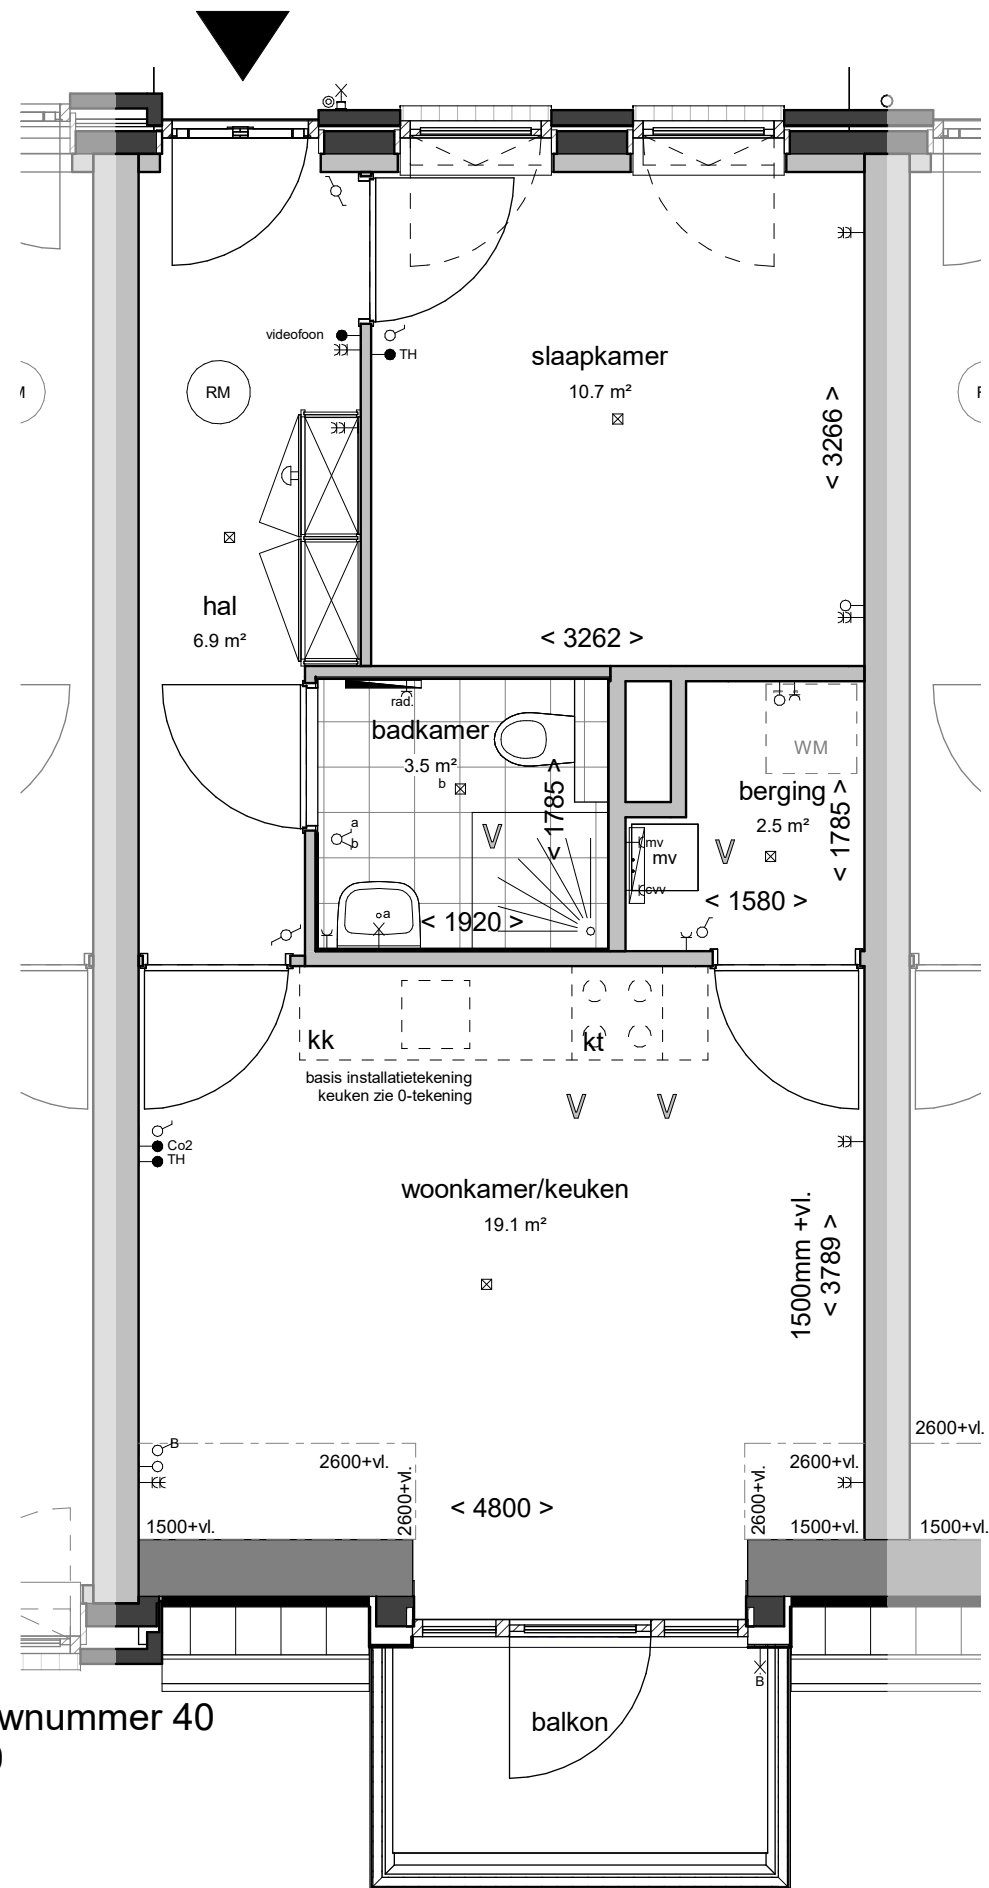 videofoon
TH
RM
slaapkamer
10.7 m²
< 3266 >
hal
6.9 m²
< 3262 >
rad.
badkamer
3.5 m²
b
a
b
< 1785 >
WM
berging
2.5 m²
< 1785 >
mv
mv
cvv
< 1580 >
a
< 1920 >
kk
kt
basis installatietekening
keuken zie 0-tekening
Co2
TH
woonkamer/keuken
19.1 m²
1500mm +vl.
< 3789 >
B
2600+vl.
2600+vl.
2600+vl.
2600+vl.
2600+vl.
< 4800 >
1500+vl.
1500+vl.
1500+vl.
B
balkon
wnummer 40